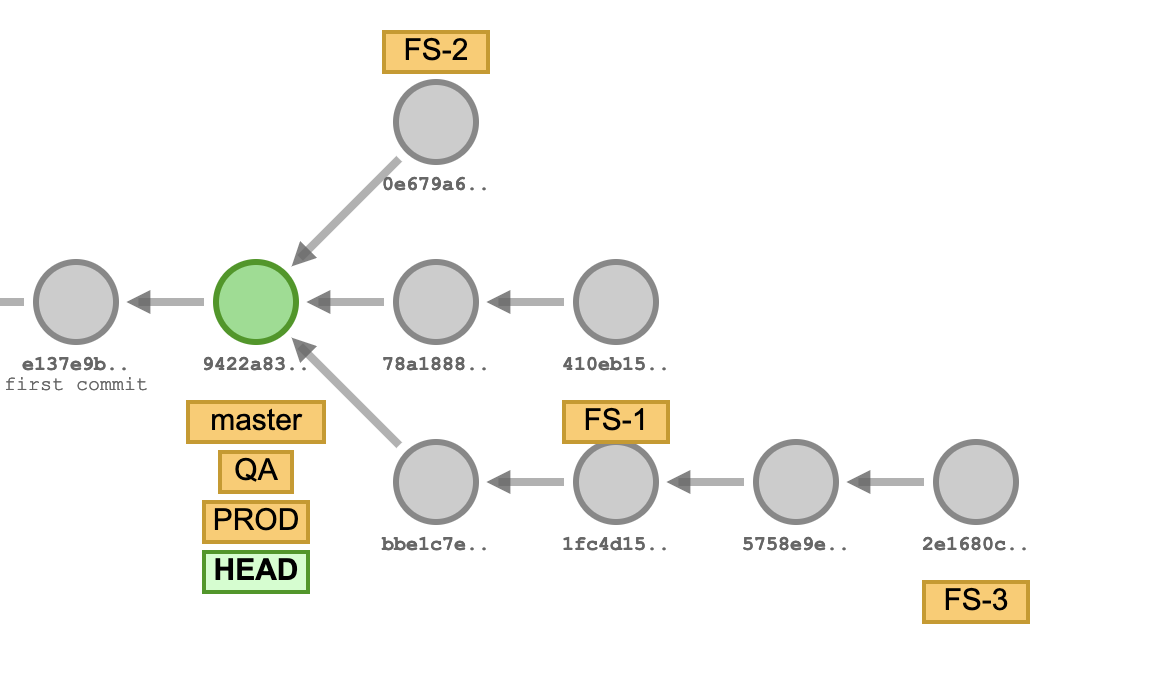 FS-2
0e679a6..
e137e9b..
first commit
9422a83..
78a1888..
410eb15..
master
QA
PROD
HEAD
FS-1
bbe1c7e..
1fc4d15..
5758e9e..
2e1680c..
FS-3